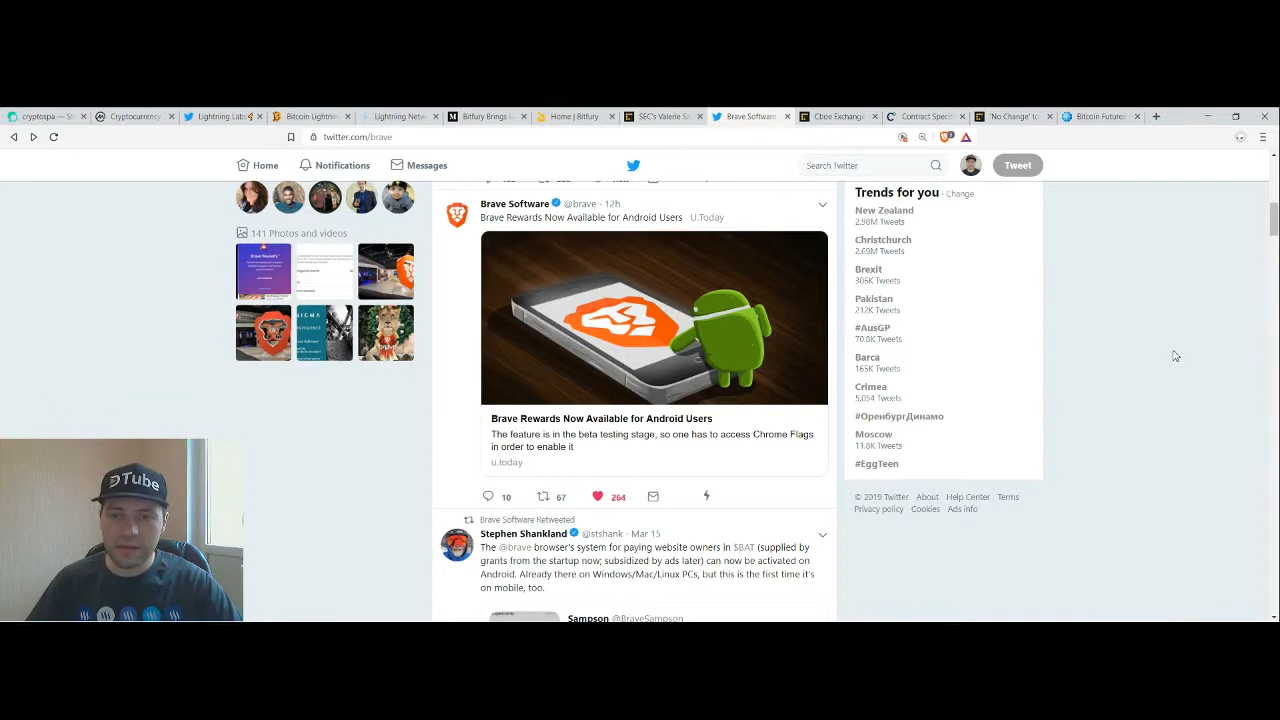 cryptospa — St
Cryptocurrency
Lightning Labs
Bitcoin Lightni
Lightning Netw
Bitfury Brings L
Home | Bitfury
SEC's Valerie Sz
Brave Software
Cboe Exchange
Contract Specif
'No Change' to
Bitcoin Futures
twitter.com/brave
Home
Notifications
Messages
Search Twitter
Tweet
141 Photos and videos
Brave Software @brave · 12h
Brave Rewards Now Available for Android Users U.Today
Brave Rewards Now Available for Android Users
The feature is in the beta testing stage, so one has to access Chrome Flags
in order to enable it
u.today
10
67
264
Brave Software Retweeted
Stephen Shankland @stshank · Mar 15
The @brave browser's system for paying website owners in $BAT (supplied by
grants from the startup now; subsidized by ads later) can now be activated on
Android. Already there on Windows/Mac/Linux PCs, but this is the first time it's
on mobile, too.
Sampson @BraveSampson
Trends for you · Change
New Zealand
2.98M Tweets
Christchurch
2.69M Tweets
Brexit
306K Tweets
Pakistan
212K Tweets
#AusGP
70.8K Tweets
Barca
165K Tweets
Crimea
5,054 Tweets
#ОренбургДинамо
Moscow
11.8K Tweets
#EggTeen
© 2019 Twitter About Help Center Terms
Privacy policy Cookies Ads info
DTube